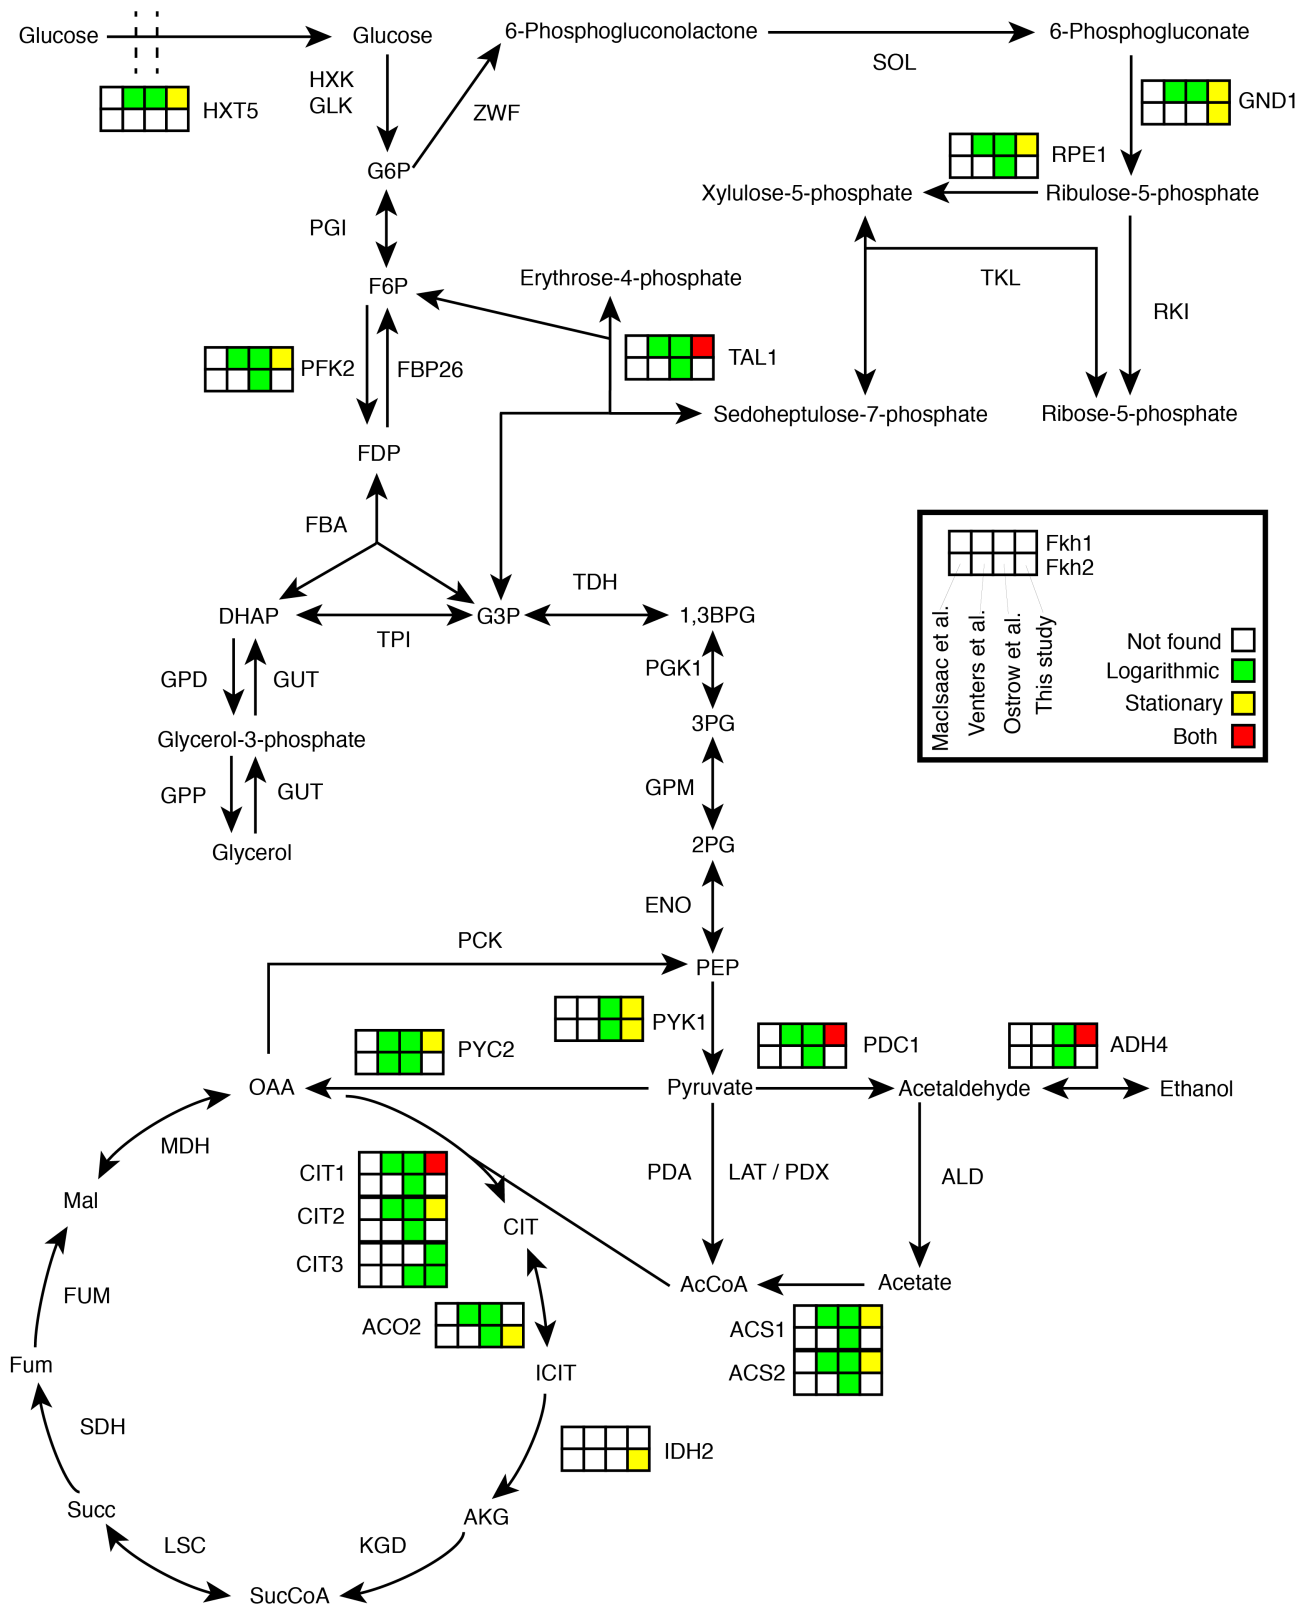 Glucose
Glucose
6-Phosphogluconolactone
6-Phosphogluconate
SOL
HXK
GLK
HXT5
ZWF
GND1
RPE1
G6P
Xylulose-5-phosphate
Ribulose-5-phosphate
PGI
F6P
Erythrose-4-phosphate
TKL
RKI
PFK2
FBP26
TAL1
Sedoheptulose-7-phosphate
Ribose-5-phosphate
FDP
FBA
Fkh1
Fkh2
MacIsaac et al.
Venters et al.
Ostrow et al.
This study
Not found
Logarithmic
Stationary
Both
TDH
DHAP
G3P
1,3BPG
TPI
PGK1
GPD
GUT
3PG
Glycerol-3-phosphate
GPP
GUT
GPM
2PG
Glycerol
ENO
PCK
PEP
PYK1
PYC2
PDC1
ADH4
OAA
Pyruvate
Acetaldehyde
Ethanol
MDH
CIT1
PDA
LAT / PDX
ALD
Mal
CIT2
CIT
CIT3
AcCoA
Acetate
FUM
ACO2
ACS1
Fum
ICIT
ACS2
SDH
IDH2
Succ
AKG
LSC
KGD
SucCoA